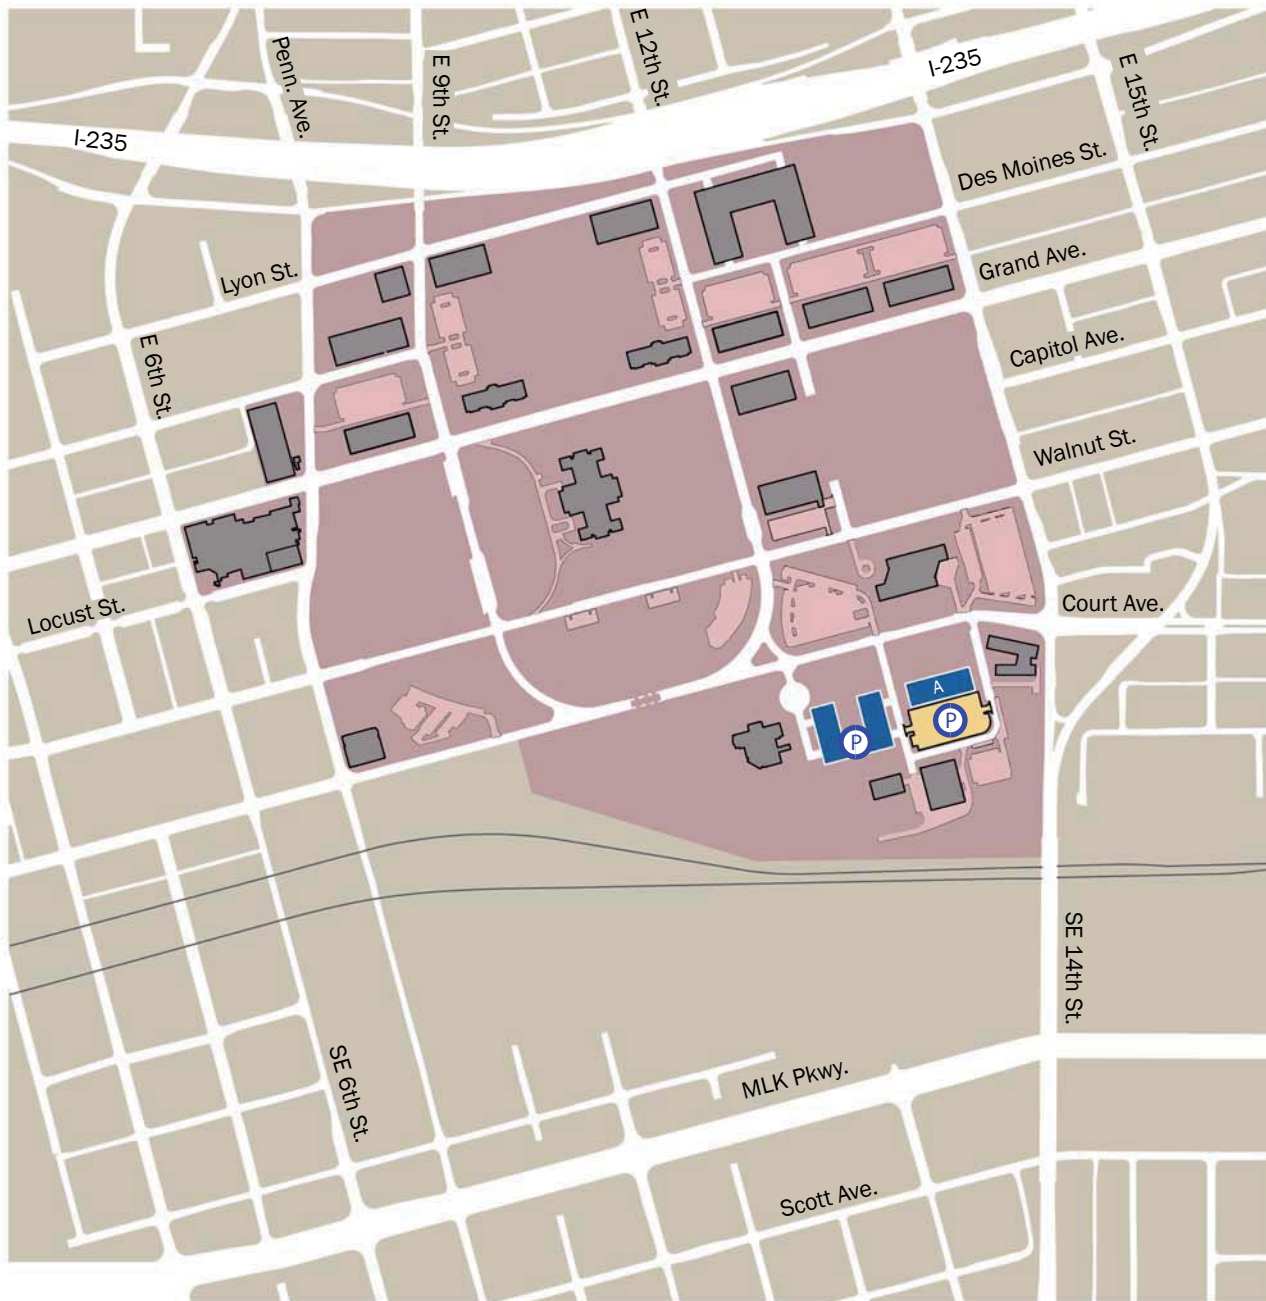 Penn. Ave.
E 9th St.
E 12th St.
I-235
E 15th St.
I-235
Des Moines St.
Lyon St.
Grand Ave.
E 6th St.
Capitol Ave.
Walnut St.
Locust St.
Court Ave.
A
P
P
SE 14th St.
SE 6th St.
MLK Pkwy.
Scott Ave.